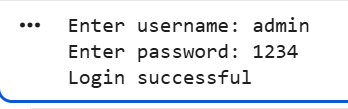 Enter username: admin
Enter password: 1234
Login successful